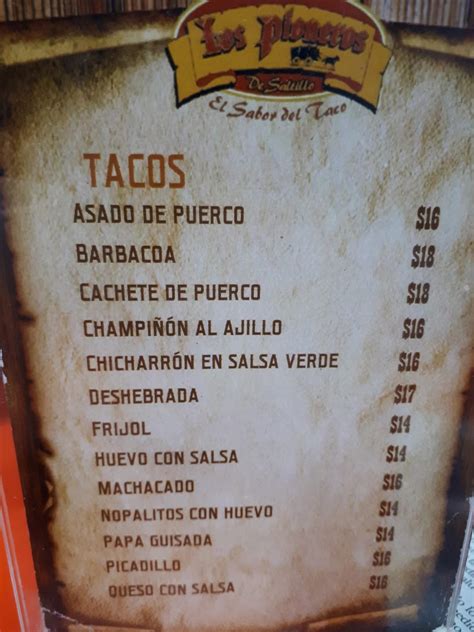 Los Pioneros
De Saltillo
El Sabor del Taco
TACOS
ASADO DE PUERCO $16
BARBACOA $18
CACHETE DE PUERCO $18
CHAMPIÑÓN AL AJILLO $16
CHICHARRÓN EN SALSA VERDE $16
DESHEBRADA $17
FRIJOL $14
HUEVO CON SALSA $14
MACHACADO $16
NOPALITOS CON HUEVO $14
PAPA GUISADA $14
PICADILLO $16
QUESO CON SALSA $16